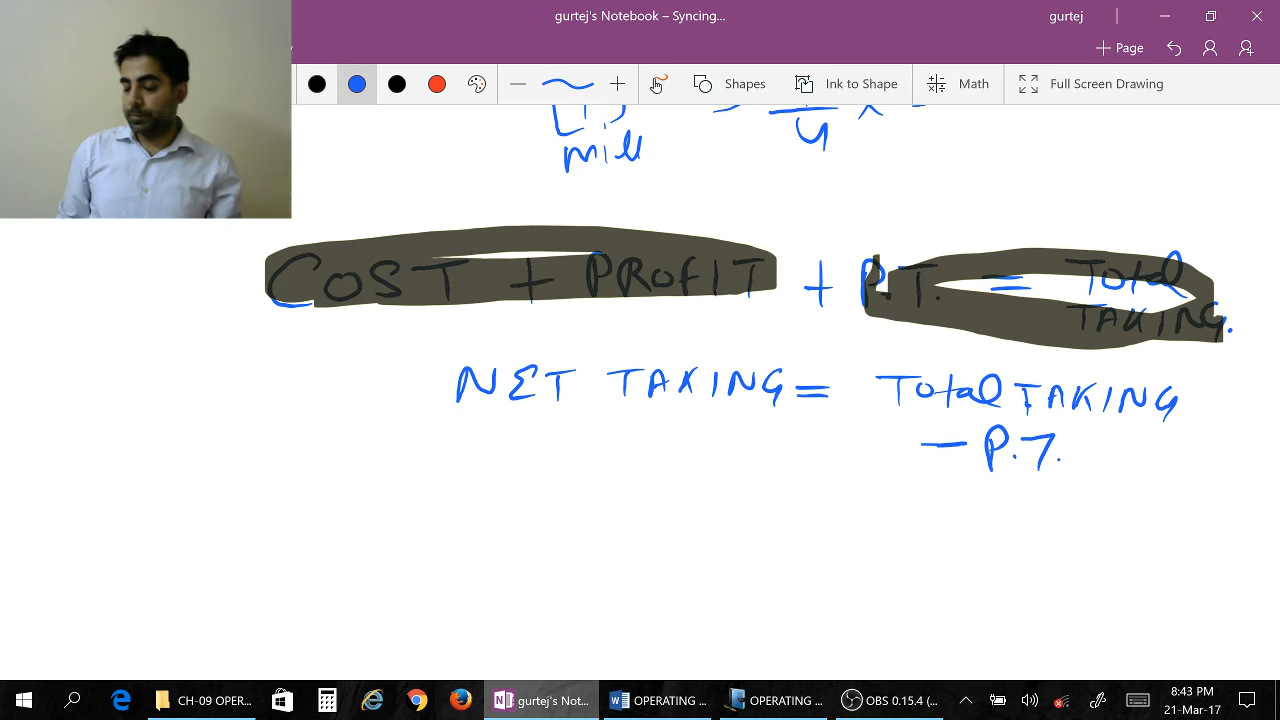 gurtej's Notebook – Syncing...
gurtej
Page
Shapes
Ink to Shape
Math
Full Screen Drawing
4
mill
COST + PROFIT + P.T. = Total
TAKING.
NET TAKING = Total TAKING
– P.T.
CH-09 OPER...
gurtej's Not...
OPERATING ...
OPERATING ...
OBS 0.15.4 (...
8:43 PM
21-Mar-17